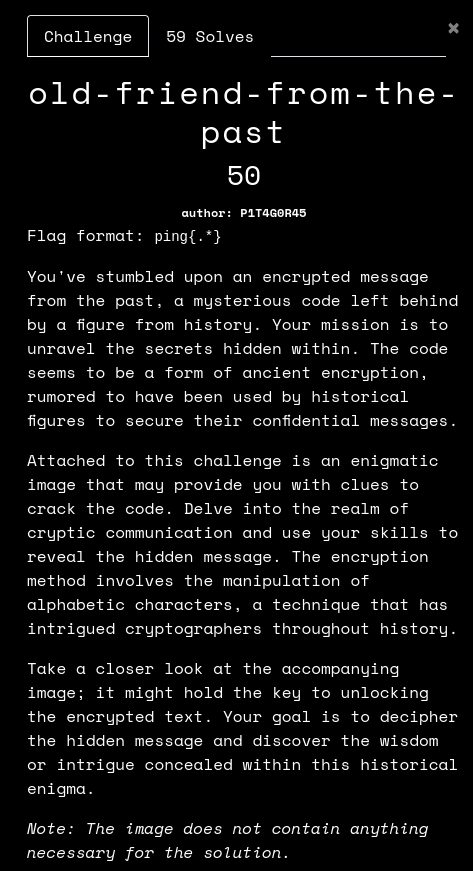 Challenge 59 Solves ×
old-friend-from-the-
past
50
author: P1T4G0R45
Flag format: ping{.*}
You've stumbled upon an encrypted message
from the past, a mysterious code left behind
by a figure from history. Your mission is to
unravel the secrets hidden within. The code
seems to be a form of ancient encryption,
rumored to have been used by historical
figures to secure their confidential messages.
Attached to this challenge is an enigmatic
image that may provide you with clues to
crack the code. Delve into the realm of
cryptic communication and use your skills to
reveal the hidden message. The encryption
method involves the manipulation of
alphabetic characters, a technique that has
intrigued cryptographers throughout history.
Take a closer look at the accompanying
image; it might hold the key to unlocking
the encrypted text. Your goal is to decipher
the hidden message and discover the wisdom
or intrigue concealed within this historical
enigma.
Note: The image does not contain anything
necessary for the solution.